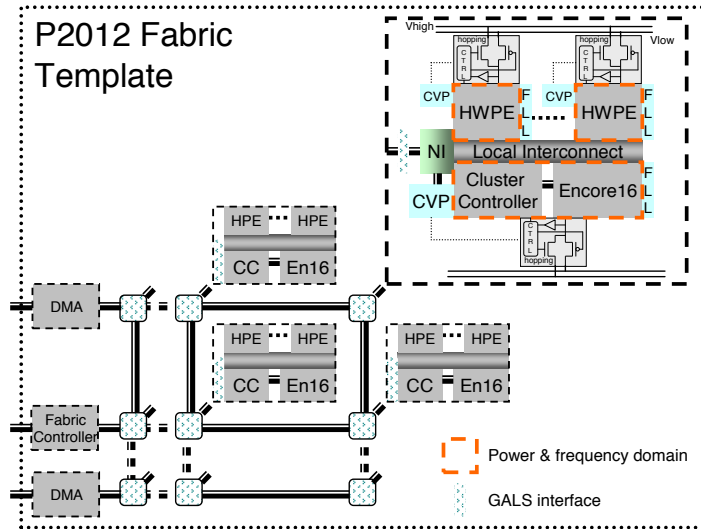 P2012 Fabric
Template
Vhigh
Vlow
hopping
C
T
R
L
hopping
C
T
R
L
CVP
HWPE
F
L
L
CVP
HWPE
F
L
L
NI
Local Interconnect
CVP
Cluster
Controller
Encore16
F
L
L
C
T
R
L
hopping
HPE
HPE
CC
En16
DMA
HPE
HPE
CC
En16
HPE
HPE
CC
En16
Fabric
Controller
DMA
Power & frequency domain
GALS interface